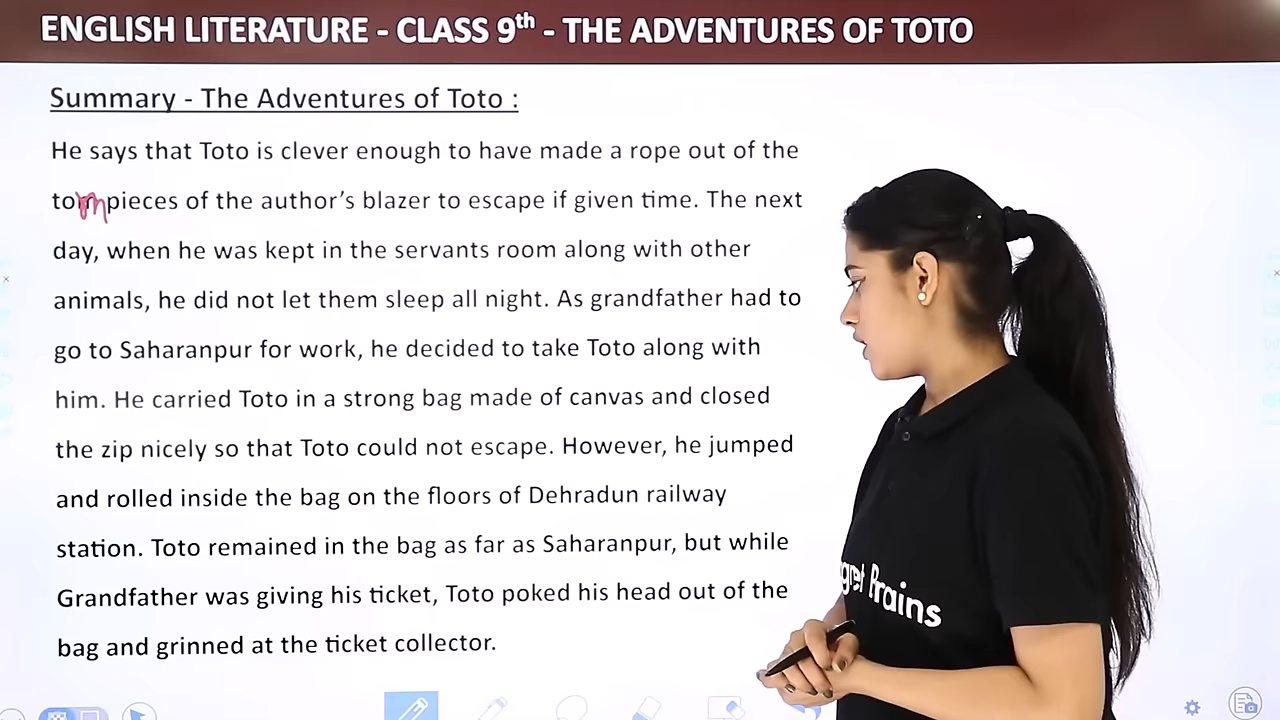 ENGLISH LITERATURE - CLASS 9th - THE ADVENTURES OF TOTO
Summary - The Adventures of Toto :
He says that Toto is clever enough to have made a rope out of the
torn pieces of the author's blazer to escape if given time. The next
day, when he was kept in the servants room along with other
animals, he did not let them sleep all night. As grandfather had to
go to Saharanpur for work, he decided to take Toto along with
him. He carried Toto in a strong bag made of canvas and closed
the zip nicely so that Toto could not escape. However, he jumped
and rolled inside the bag on the floors of Dehradun railway
station. Toto remained in the bag as far as Saharanpur, but while
Grandfather was giving his ticket, Toto poked his head out of the
bag and grinned at the ticket collector.
Brains